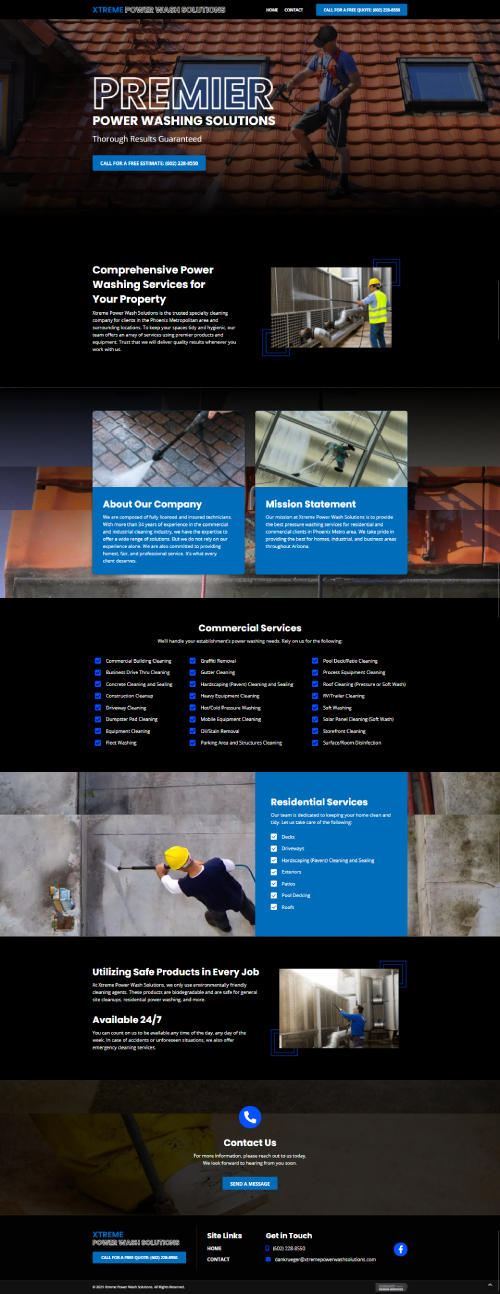 XTREME POWER WASH SOLUTIONS
HOME CONTACT CALL FOR A FREE QUOTE: (602) 228-8550
PREMIER
POWER WASHING SOLUTIONS
Thorough Results Guaranteed
CALL FOR A FREE ESTIMATE: (602) 228-8550
Comprehensive Power
Washing Services for
Your Property
Xtreme Power Wash Solutions is the trusted specialty cleaning
company for clients in the Phoenix Metropolitan area and
surrounding locations. To keep your spaces tidy and hygienic, our
team offers an array of services using premier products and
equipment. Trust that we will deliver quality results whenever you
work with us.
About Our Company
We are composed of fully licensed and insured technicians.
With more than 34 years of experience in the commercial
and industrial cleaning industry, we have the expertise to
offer a wide range of solutions. But we do not rely on our
experience alone. We are also committed to providing
honest, fair, and professional service. It's what every
client deserves.
Mission Statement
Our mission at Xtreme Power Wash Solutions is to provide
the best pressure washing services for residential and
commercial clients in Phoenix Metro area. We take pride in
providing the best for homes, industrial, and business areas
throughout Arizona.
Commercial Services
We'll handle your establishment's power washing needs. Rely on us for the following:
Commercial Building Cleaning
Business Drive Thru Cleaning
Concrete Cleaning and Sealing
Construction Cleanup
Driveway Cleaning
Dumpster Pad Cleaning
Equipment Cleaning
Fleet Washing
Graffiti Removal
Gutter Cleaning
Hardscaping (Pavers) Cleaning and Sealing
Heavy Equipment Cleaning
Hot/Cold Pressure Washing
Mobile Equipment Cleaning
Oil/Stain Removal
Parking Area and Structures Cleaning
Pool Deck/Patio Cleaning
Process Equipment Cleaning
Roof Cleaning (Pressure or Soft Wash)
RV/Trailer Cleaning
Soft Washing
Solar Panel Cleaning (Soft Wash)
Storefront Cleaning
Surface/Room Disinfection
Residential Services
Our team is dedicated to keeping your home clean and
tidy. Let us take care of the following:
Decks
Driveways
Hardscaping (Pavers) Cleaning and Sealing
Exteriors
Patios
Pool Decking
Roofs
Utilizing Safe Products in Every Job
At Xtreme Power Wash Solutions, we only use environmentally friendly
cleaning agents. These products are biodegradable and are safe for general
site cleanups, residential power washing, and more.
Available 24/7
You can count on us to be available any time of the day, any day of the
week. In case of accidents or unforeseen situations, we also offer
emergency cleaning services.
Contact Us
For more information, please reach out to us today.
We look forward to hearing from you soon.
SEND A MESSAGE
XTREME
POWER WASH SOLUTIONS
CALL FOR A FREE QUOTE: (602) 228-8550
Site Links
HOME
CONTACT
Get in Touch
(602) 228-8550
dankrueger@xtremepowerwashsolutions.com
© 2021 Xtreme Power Wash Solutions. All Rights Reserved.